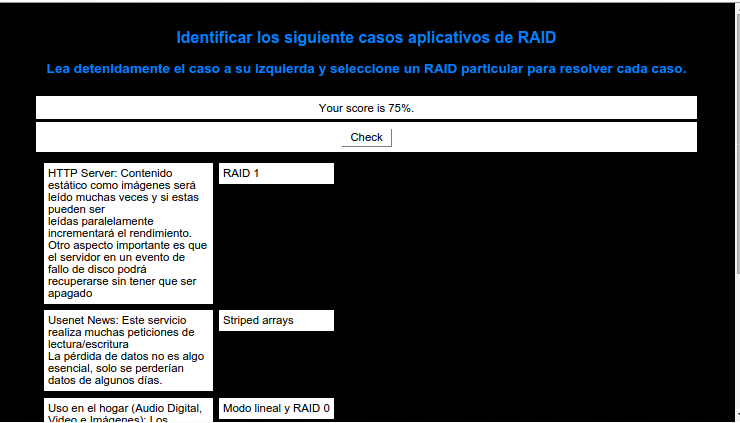 Identificar los siguiente casos aplicativos de RAID
Lea detenidamente el caso a su izquierda y seleccione un RAID particular para resolver cada caso.
Your score is 75%.
Check
HTTP Server: Contenido
estático como imágenes será
leído muchas veces y si estas
pueden ser
leídas paralelamente
incrementará el rendimiento.
Otro aspecto importante es que
el servidor en un evento de
fallo de disco podrá
recuperarse sin tener que ser
apagado
RAID 1
Usenet News: Este servicio
realiza muchas peticiones de
lectura/escritura
La pérdida de datos no es algo
esencial, solo se perderían
datos de algunos días.
Striped arrays
Uso en el hogar (Audio Digital,
Video e Imágenes): Los
Modo lineal y RAID 0